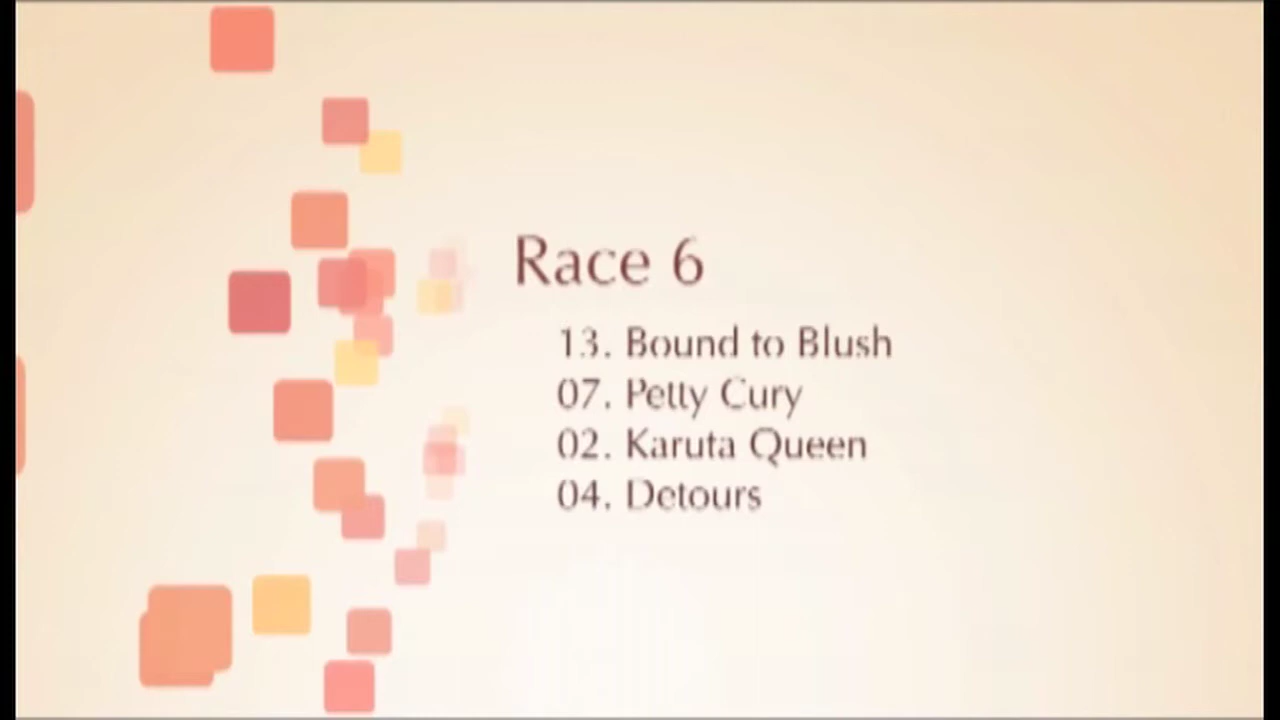 Race 6
13. Bound to Blush
07. Petty Cury
02. Karuta Queen
04. Detours